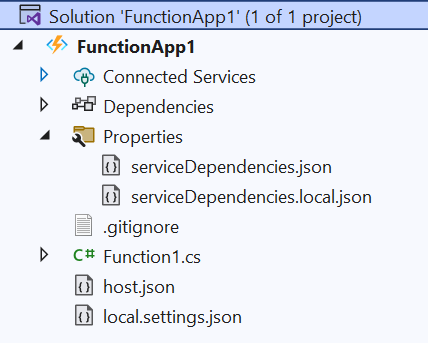 Solution 'FunctionApp1' (1 of 1 project)
FunctionApp1
Connected Services
Dependencies
Properties
serviceDependencies.json
serviceDependencies.local.json
.gitignore
C# Function1.cs
host.json
local.settings.json